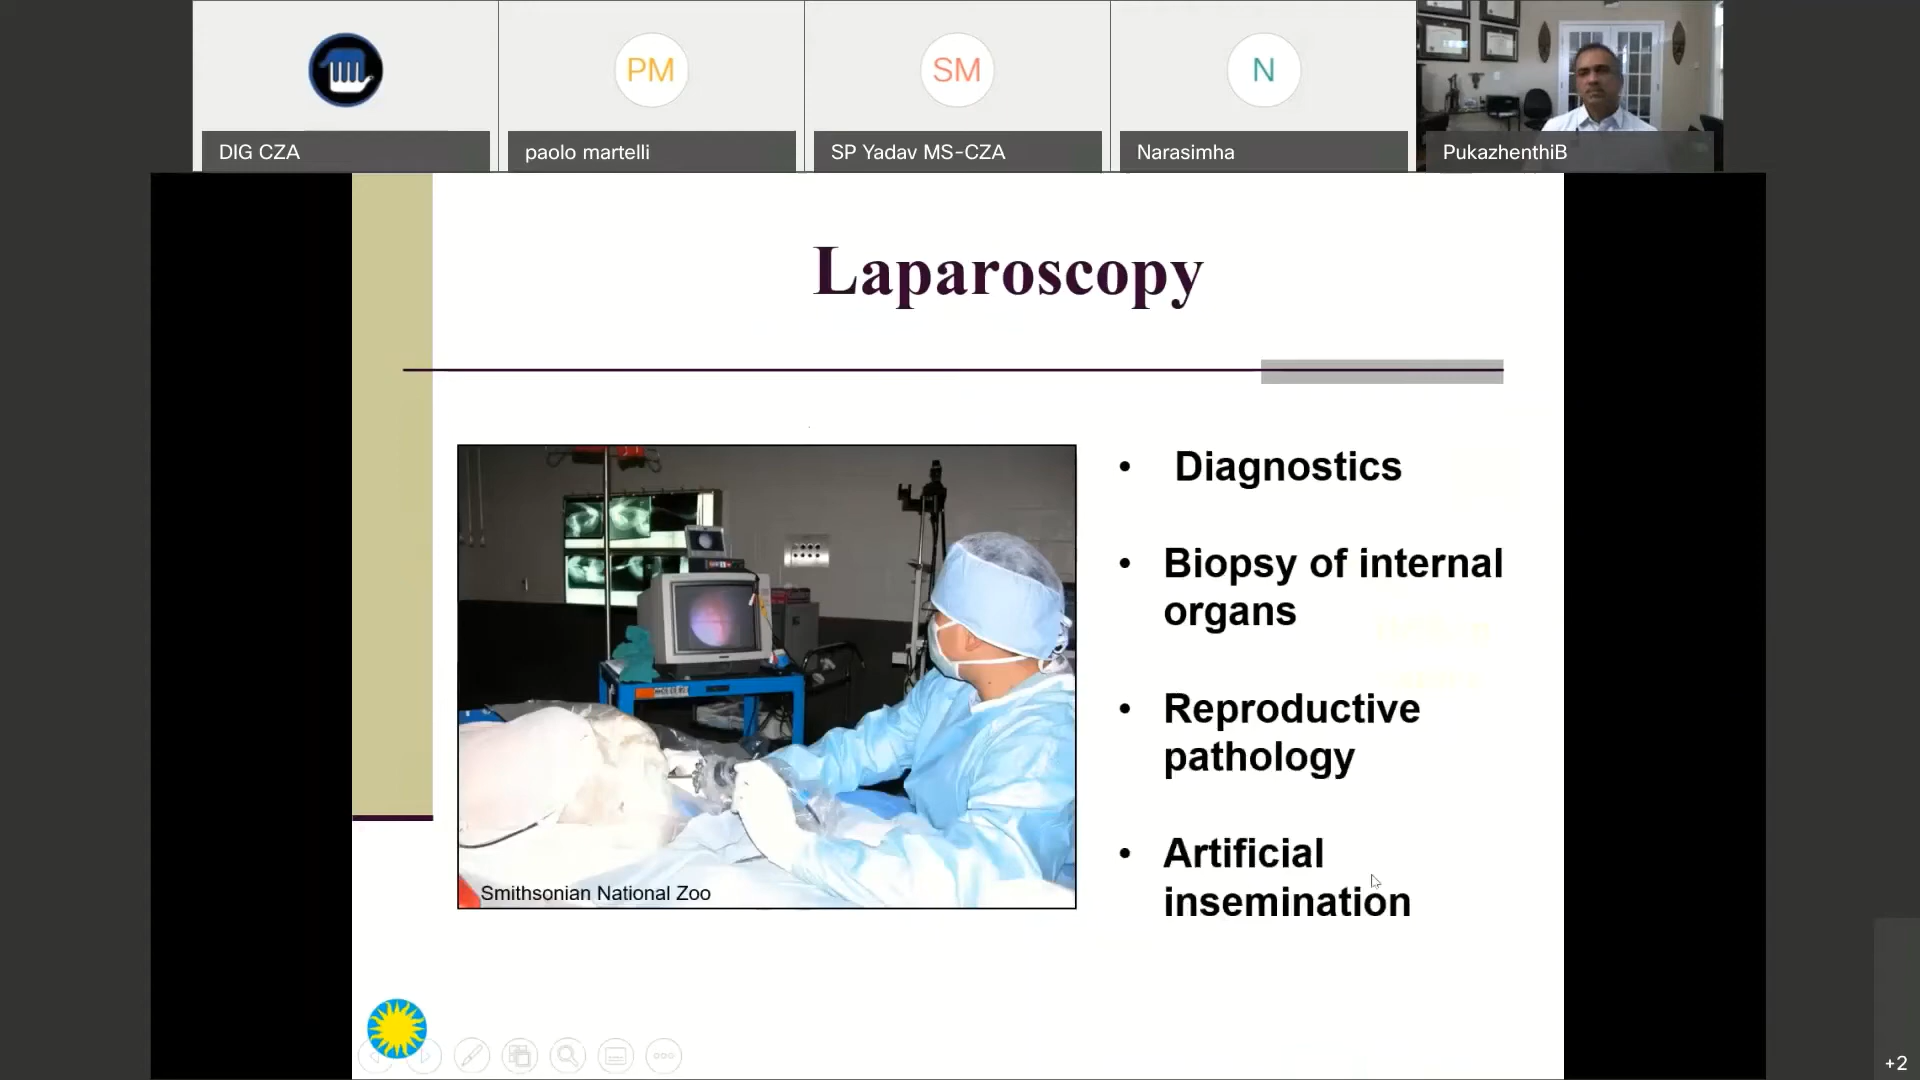 PM
SM
N
DIG CZA
paolo martelli
SP Yadav MS-CZA
Narasimha
PukazhenthiB
Laparoscopy
• Diagnostics
• Biopsy of internal
organs
• Reproductive
pathology
• Artificial
insemination
Smithsonian National Zoo
+2